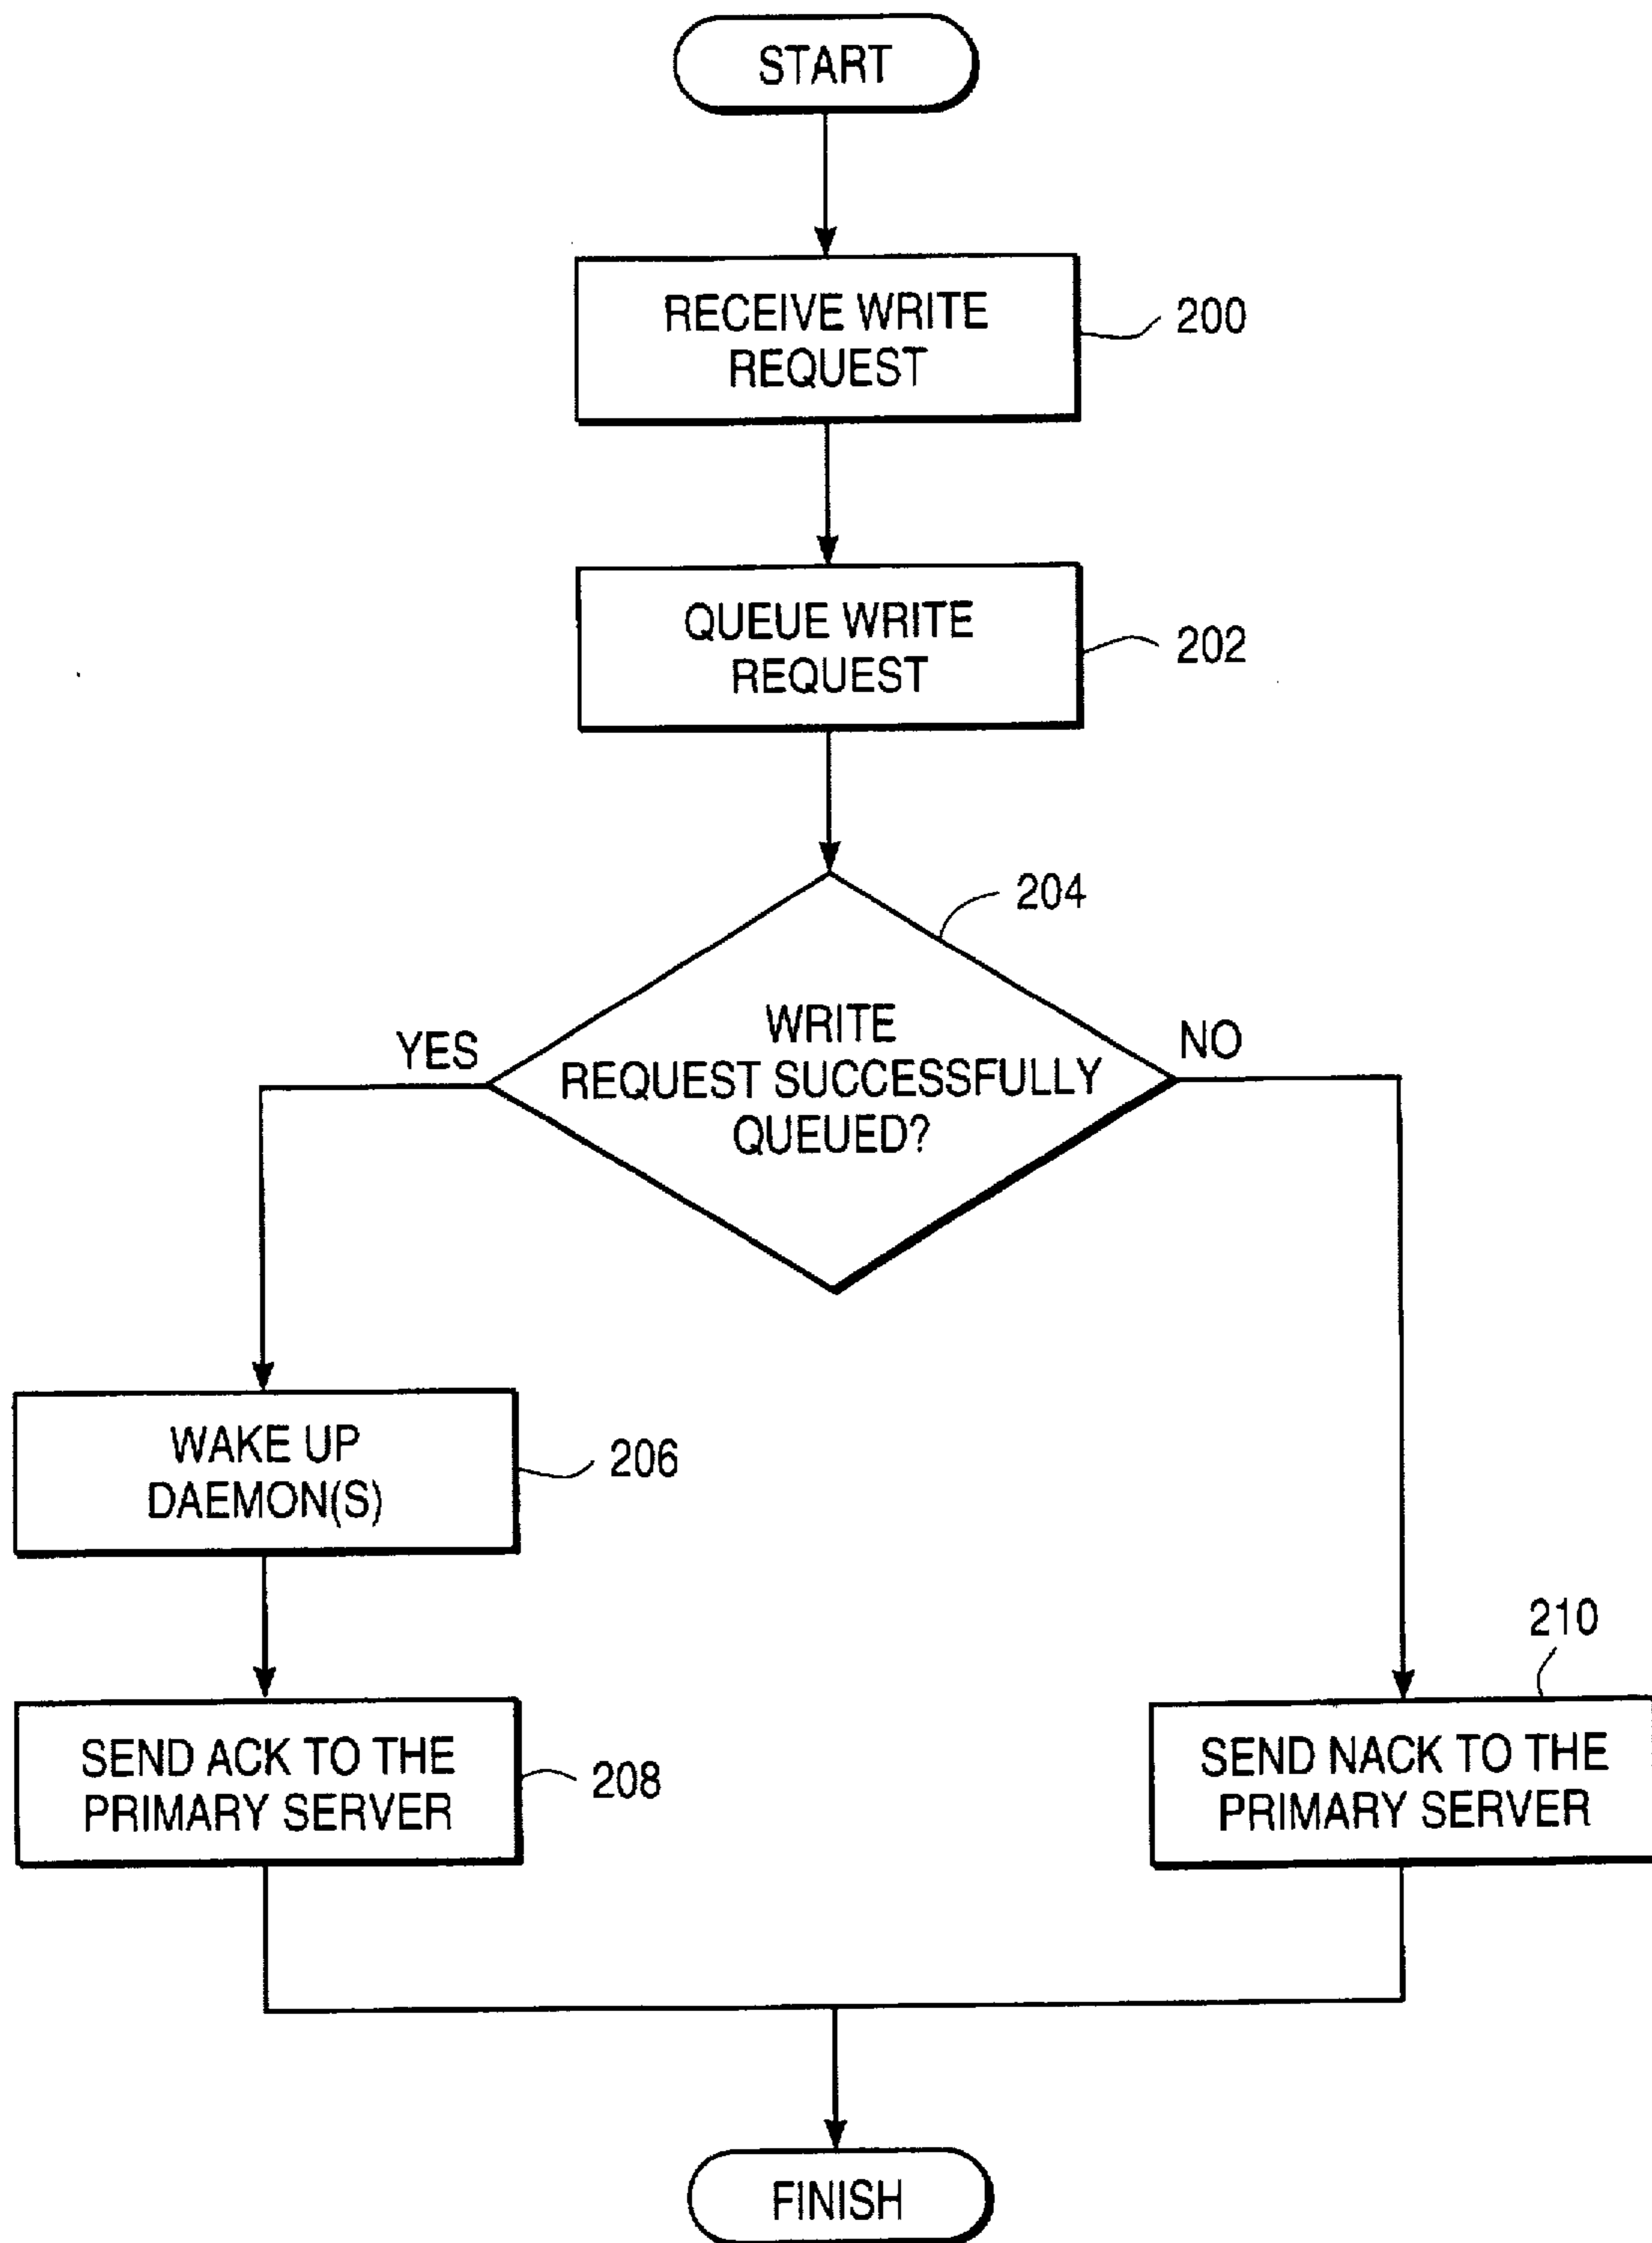 START
RECEIVE WRITE
REQUEST
200
QUEUE WRITE
REQUEST
202
204
WRITE
REQUEST SUCCESSFULLY
QUEUED?
YES
NO
WAKE UP
DAEMON(S)
206
SEND ACK TO THE
PRIMARY SERVER
208
210
SEND NACK TO THE
PRIMARY SERVER
FINISH